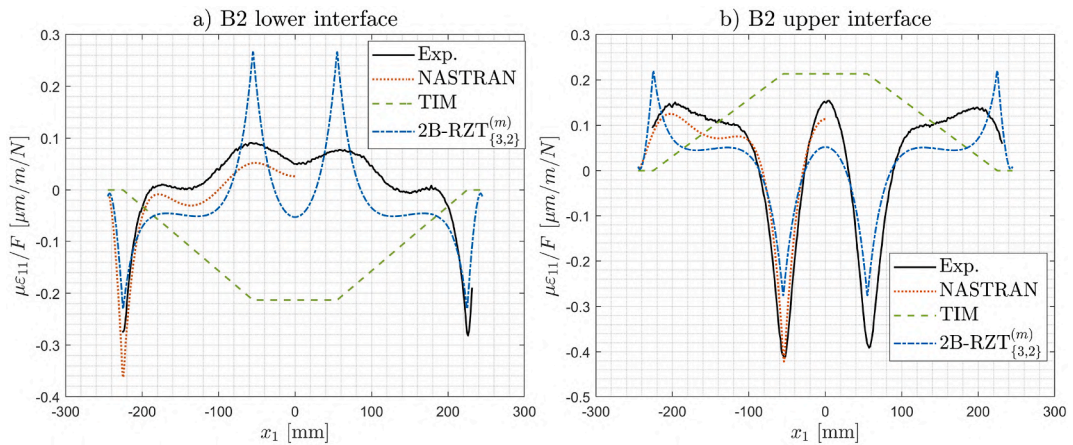 a) B2 lower interface
0.3
0.2
0.1
0
-0.1
-0.2
-0.3
-0.4
-300
-200
-100
0
100
200
300
με₁₁/F [μm/m/N]
x₁ [mm]
Exp.
NASTRAN
TIM
2B-RZT{3,2}(m)
b) B2 upper interface
0.3
0.2
0.1
0
-0.1
-0.2
-0.3
-0.4
-0.5
-300
-200
-100
0
100
200
300
με₁₁/F [μm/m/N]
x₁ [mm]
Exp.
NASTRAN
TIM
2B-RZT{3,2}(m)